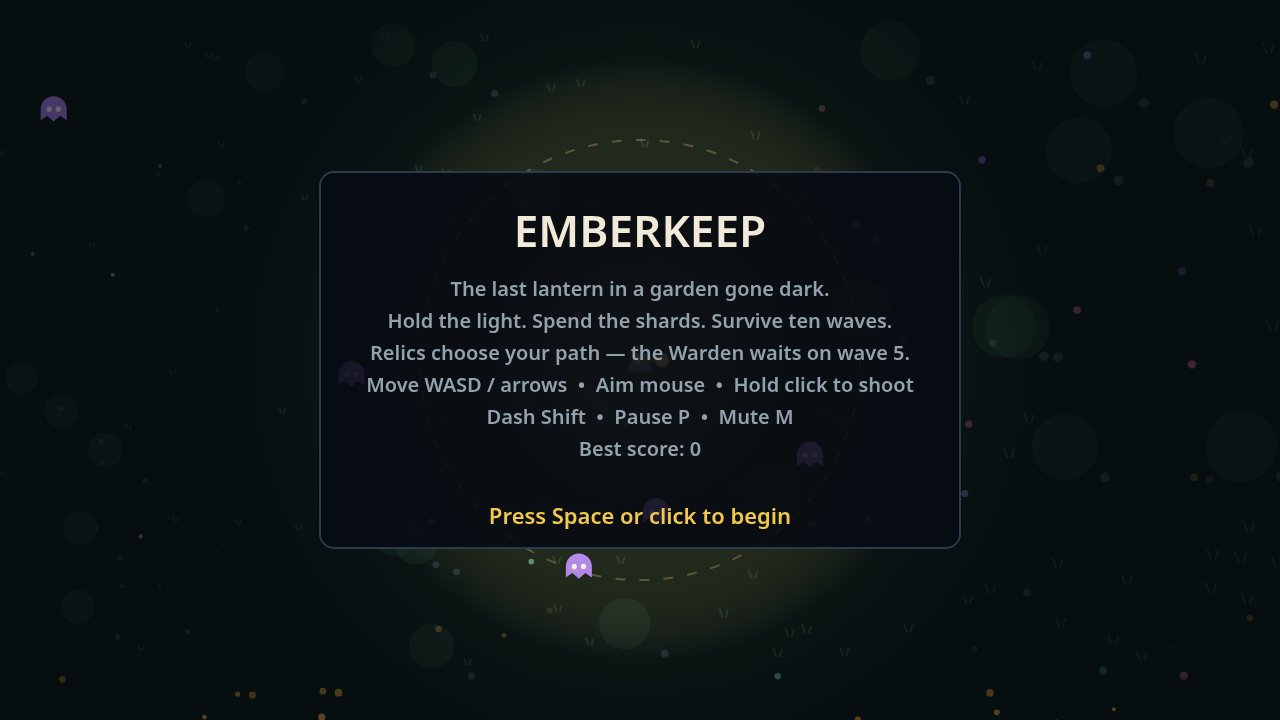 EMBERKEEP
The last lantern in a garden gone dark.
Hold the light. Spend the shards. Survive ten waves.
Relics choose your path — the Warden waits on wave 5.
Move WASD / arrows • Aim mouse • Hold click to shoot
Dash Shift • Pause P • Mute M
Best score: 0
Press Space or click to begin